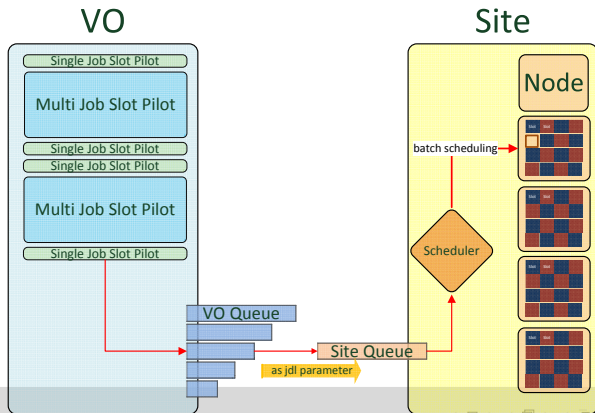 VO
Site
Single Job Slot Pilot
Multi Job Slot Pilot
Single Job Slot Pilot
Single Job Slot Pilot
Multi Job Slot Pilot
Single Job Slot Pilot
VO Queue
Site Queue
as jdl parameter
Scheduler
batch scheduling
Node